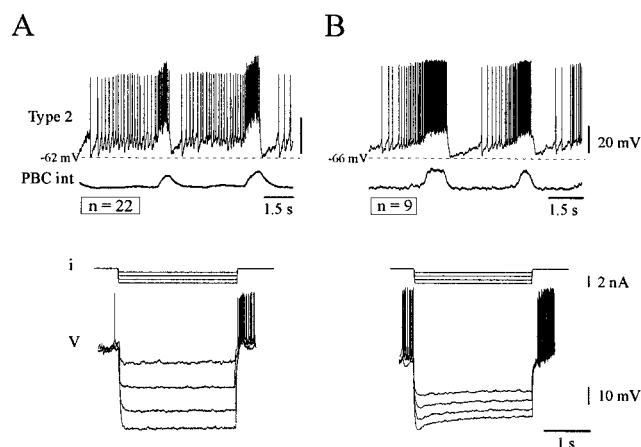 A
B
Type 2
-62 mV
-66 mV
20 mV
PBC int
n = 22
1.5 s
n = 9
1.5 s
i
2 nA
V
10 mV
1 s